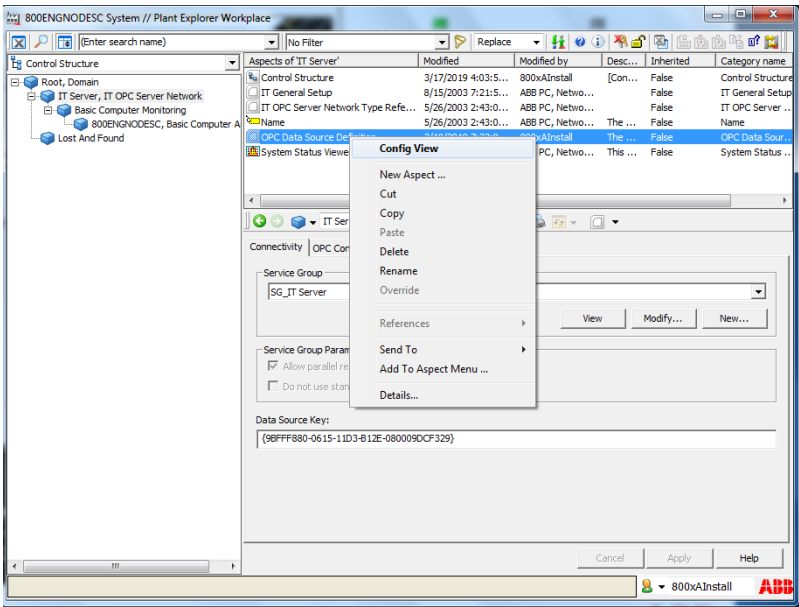 800ENGNODESC System // Plant Explorer Workplace
(Enter search name)
No Filter
Replace
Control Structure
Root, Domain
IT Server, IT OPC Server Network
Basic Computer Monitoring
800ENGNODESC, Basic Computer A
Lost And Found
Aspects of 'IT Server' Modified Modified by Desc... Inherited Category name
Control Structure 3/17/2019 4:03:5... 800xAInstall [Con... False Control Structure
IT General Setup 8/15/2003 7:21:5... ABB PC, Netwo... False IT General Setup
IT OPC Server Network Type Refe... 5/26/2003 2:43:0... ABB PC, Netwo... False IT OPC Server ..
Name 5/26/2003 2:43:0... ABB PC, Netwo... The ... False Name
OPC Data Source Definition The ... False OPC Data Sour...
System Status Viewe PC, Netwo... This ... False System Status ..
Config View
New Aspect ...
Cut
Copy
Paste
Delete
Rename
Override
References
Send To
Add To Aspect Menu ...
Details...
IT Ser
Connectivity
OPC Con
Service Group
SG_IT Server
View
Modify...
New...
Service Group Param
Allow parallel re
Do not use stan
Data Source Key:
{9BFFF880-0615-11D3-B12E-080009DCF329}
Cancel
Apply
Help
800xAInstall
ABB